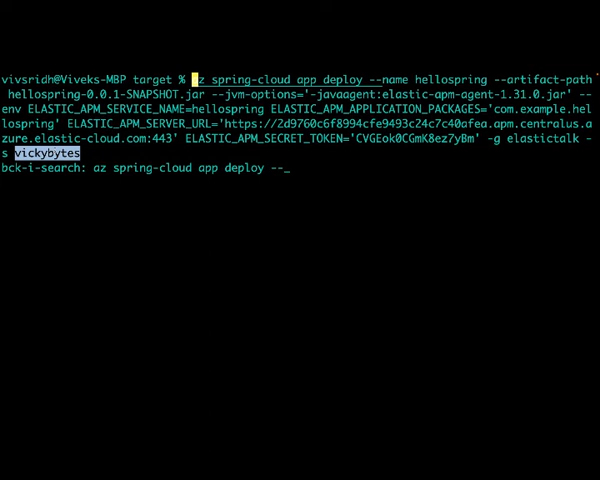 vivsridh@Viveks-MBP target % az spring-cloud app deploy --name hellospring --artifact-path
hellospring-0.0.1-SNAPSHOT.jar --jvm-options='-javaagent:elastic-apm-agent-1.31.0.jar' --
env ELASTIC_APM_SERVICE_NAME=hellospring ELASTIC_APM_APPLICATION_PACKAGES='com.example.hel
lospring' ELASTIC_APM_SERVER_URL='https://2d9760c6f8994cfe9493c24c7c40afea.apm.centralus.a
zure.elastic-cloud.com:443' ELASTIC_APM_SECRET_TOKEN='CVGEok0CGmK8ez7yBm' -g elastictalk -
s vickybytes
bck-i-search: az spring-cloud app deploy --_